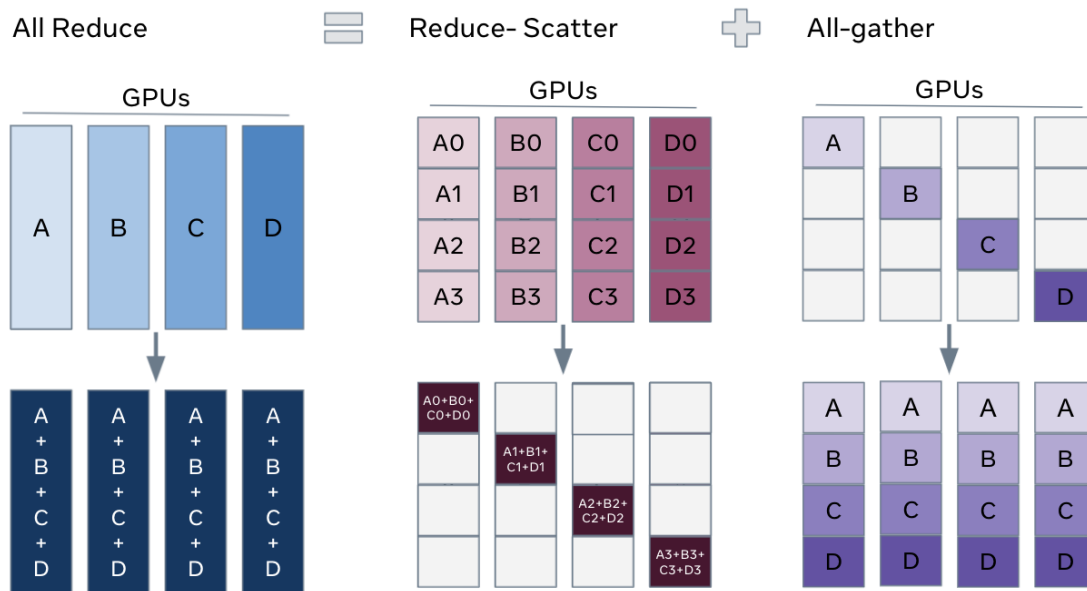 All Reduce
Reduce- Scatter
All-gather
GPUs
A B C D
A + B + C + D
A + B + C + D
A + B + C + D
A + B + C + D
GPUs
A0 B0 C0 D0
A1 B1 C1 D1
A2 B2 C2 D2
A3 B3 C3 D3
A0+B0+
C0+D0
A1+B1+
C1+D1
A2+B2+
C2+D2
A3+B3+
C3+D3
GPUs
A
B
C
D
A A A A
B B B B
C C C C
D D D D